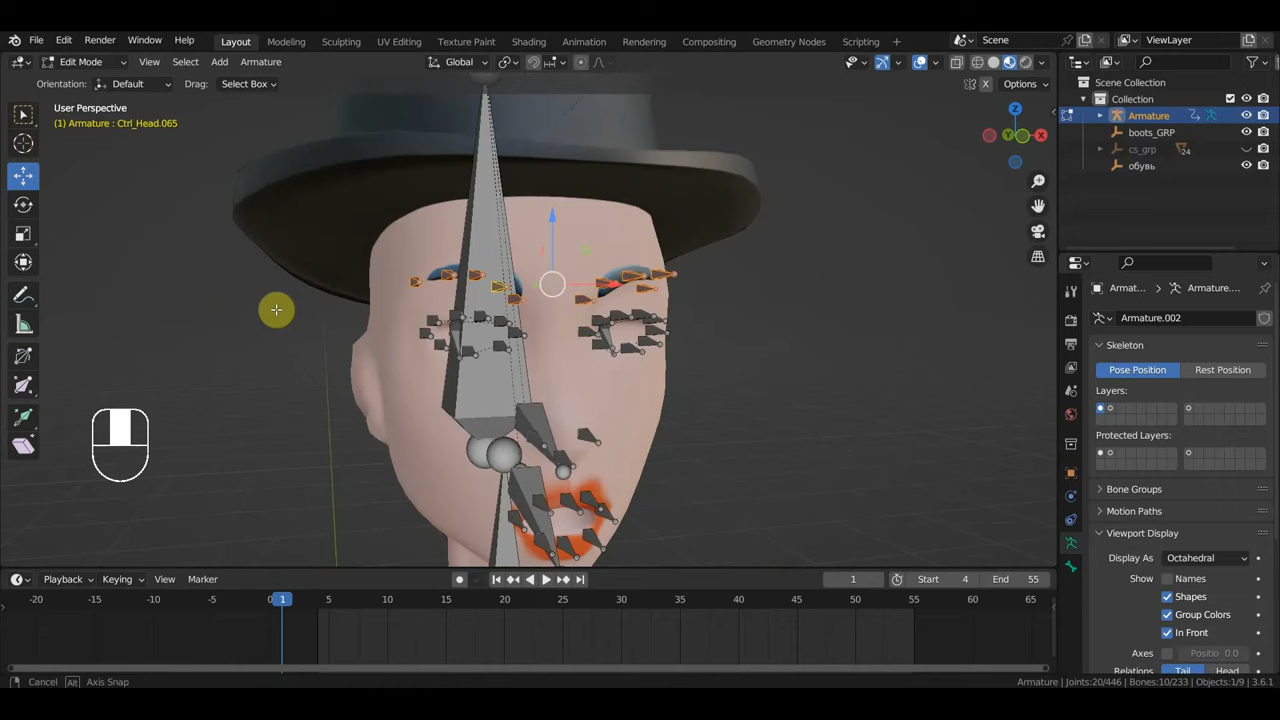 File Edit Render Window Help Layout Modeling Sculpting UV Editing Texture Paint Shading Animation Rendering Compositing Geometry Nodes Scripting + Scene ViewLayer
Edit Mode View Select Add Armature Global
Orientation: Default Drag: Select Box X Options
User Perspective
(1) Armature : Ctrl_Head.065
Z
Y
X
Scene Collection
Collection
Armature
boots_GRP
cs_grp 24
обувь
Armat... Armature....
Armature.002
Skeleton
Pose Position Rest Position
Layers:
Protected Layers:
Bone Groups
Motion Paths
Viewport Display
Display As Octahedral
Show Names
Shapes
Group Colors
In Front
Axes Positio 0.0
Relations Tail Head
Playback Keying View Marker 1 Start 4 End 55
-20 -15 -10 -5 0 1 5 10 15 20 25 30 35 40 45 50 55 60 65
Cancel Alt Axis Snap Armature | Joints:20/446 | Bones:10/233 | Objects:1/9 | 3.6.1